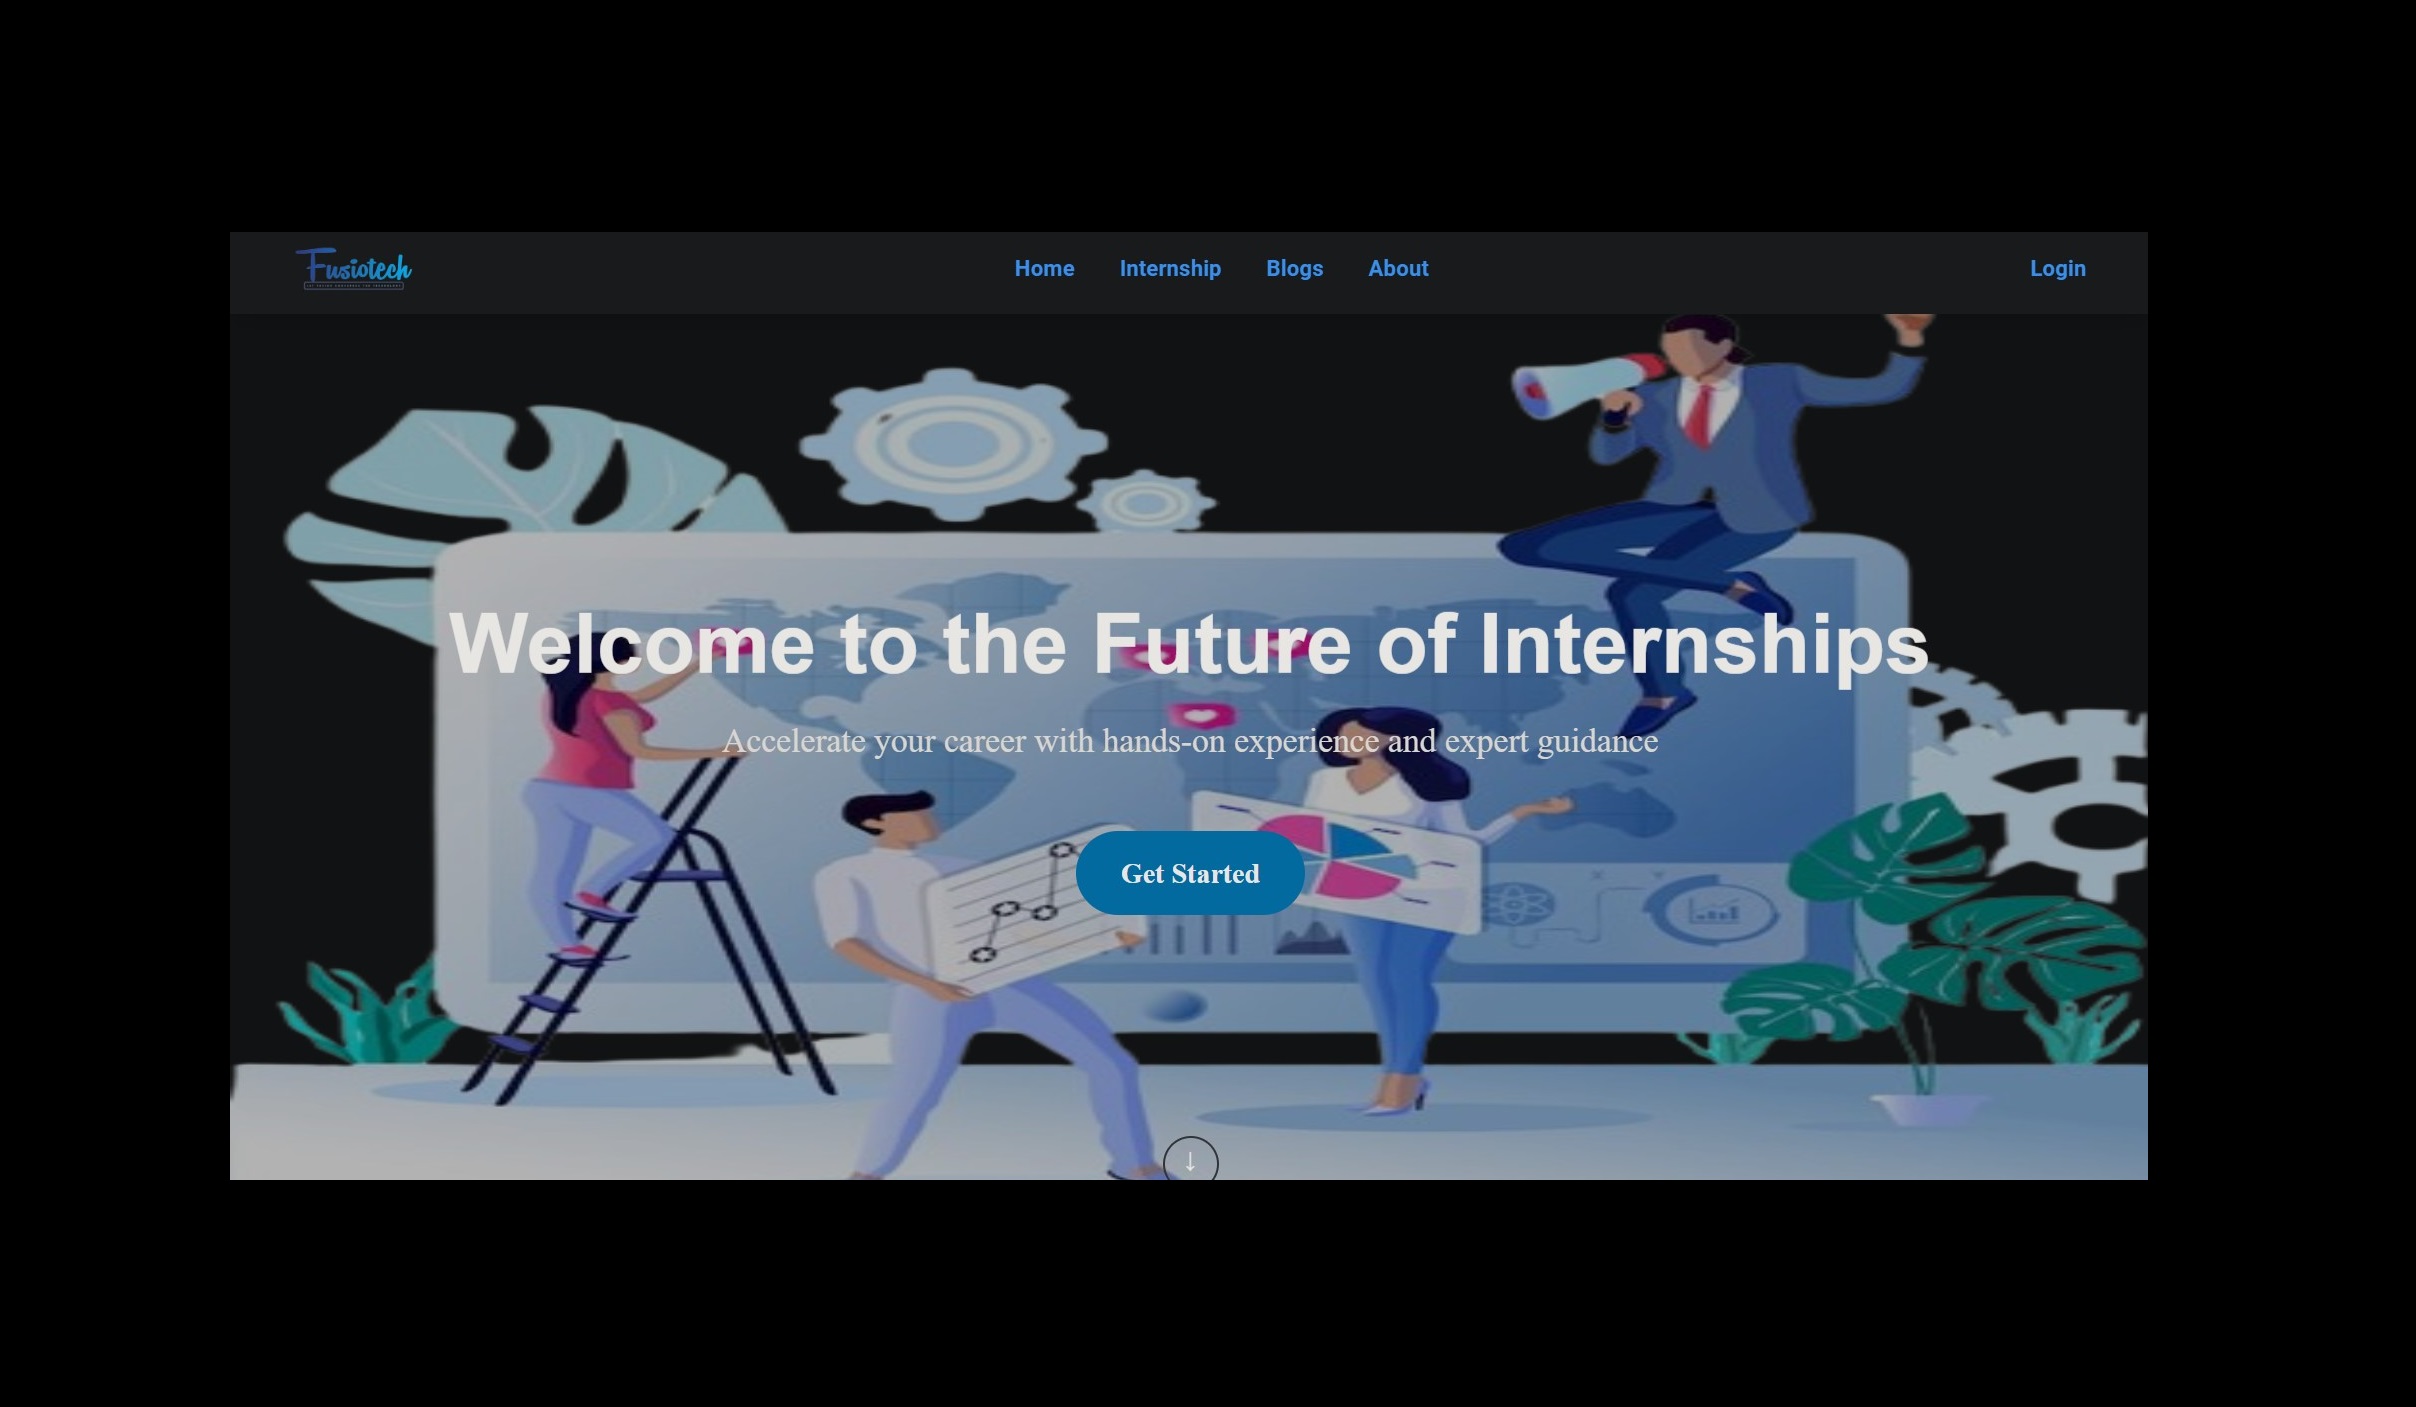 Fusiotech
Home Internship Blogs About
Login
Welcome to the Future of Internships
Accelerate your career with hands-on experience and expert guidance
Get Started
↓